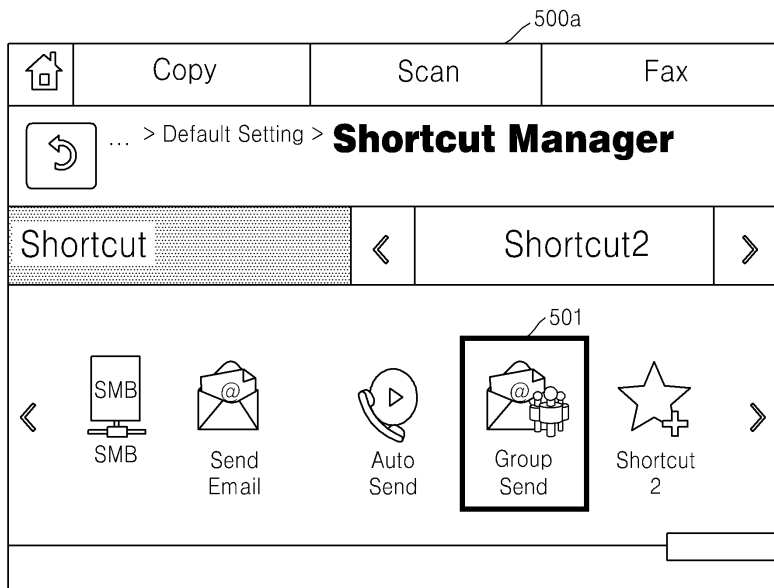 500a
Copy Scan Fax
... > Default Setting > Shortcut Manager
Shortcut Shortcut2
501
SMB
@ @
SMB Send Auto Group Shortcut
Email Send Send 2